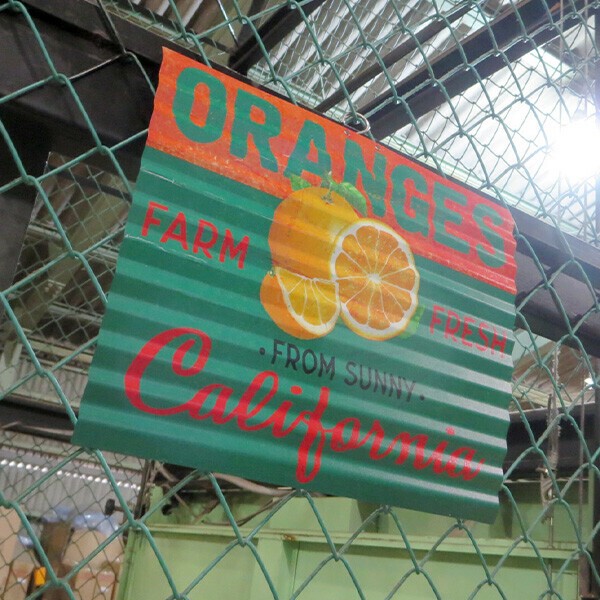 ORANGES
FARM FRESH
•FROM SUNNY•
California